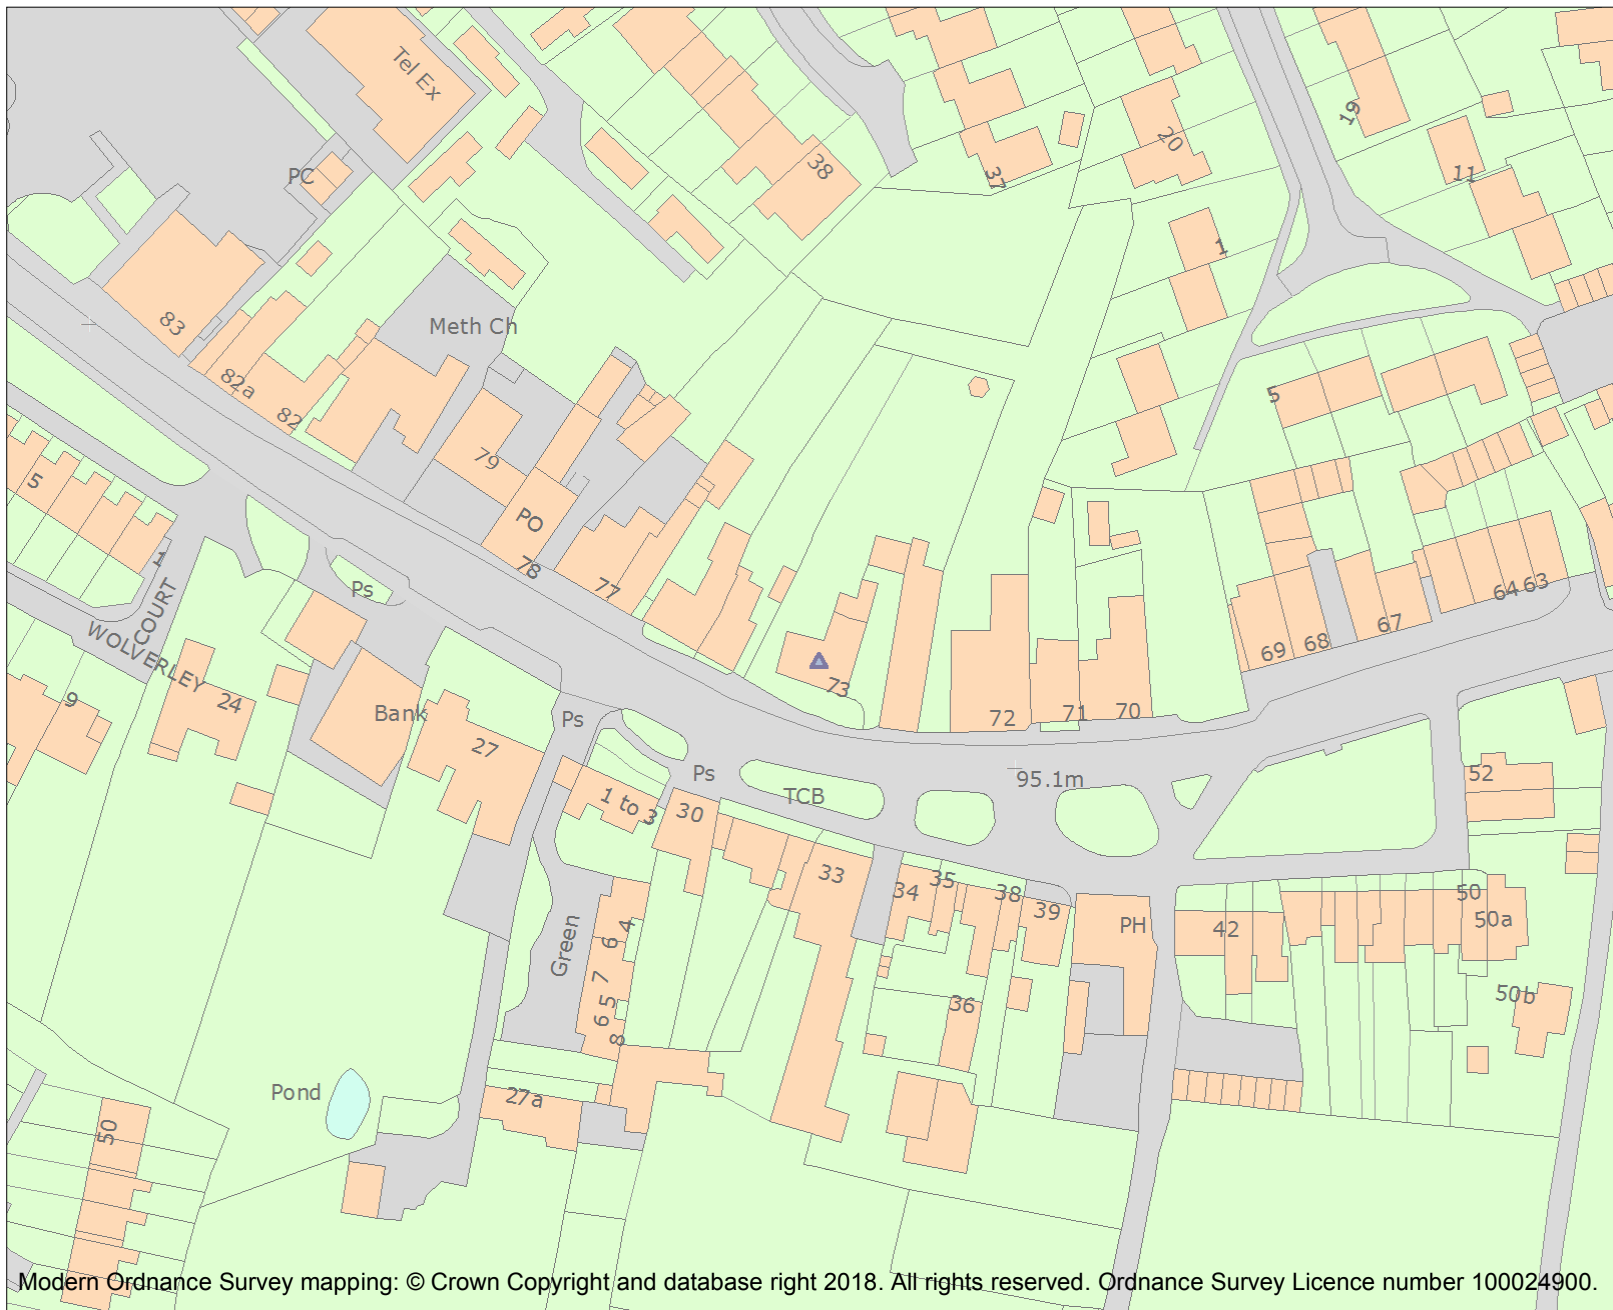 Tel Ex
38
37
20
19
11
PC
1
83
Meth Ch
82a
82
5
79
PO
78
77
5
1
Ps
COURT
WOLVERLEY
73
72
71
70
69
68
67
64
63
9
24
Bank
27
Ps
Ps
TCB
95.1m
52
1 to 3
30
33
34
35
38
39
PH
42
50
50a
Green
4
6
7
5
6
8
36
50b
Pond
27a
50
Modern Ordnance Survey mapping: © Crown Copyright and database right 2018. All rights reserved. Ordnance Survey Licence number 100024900.